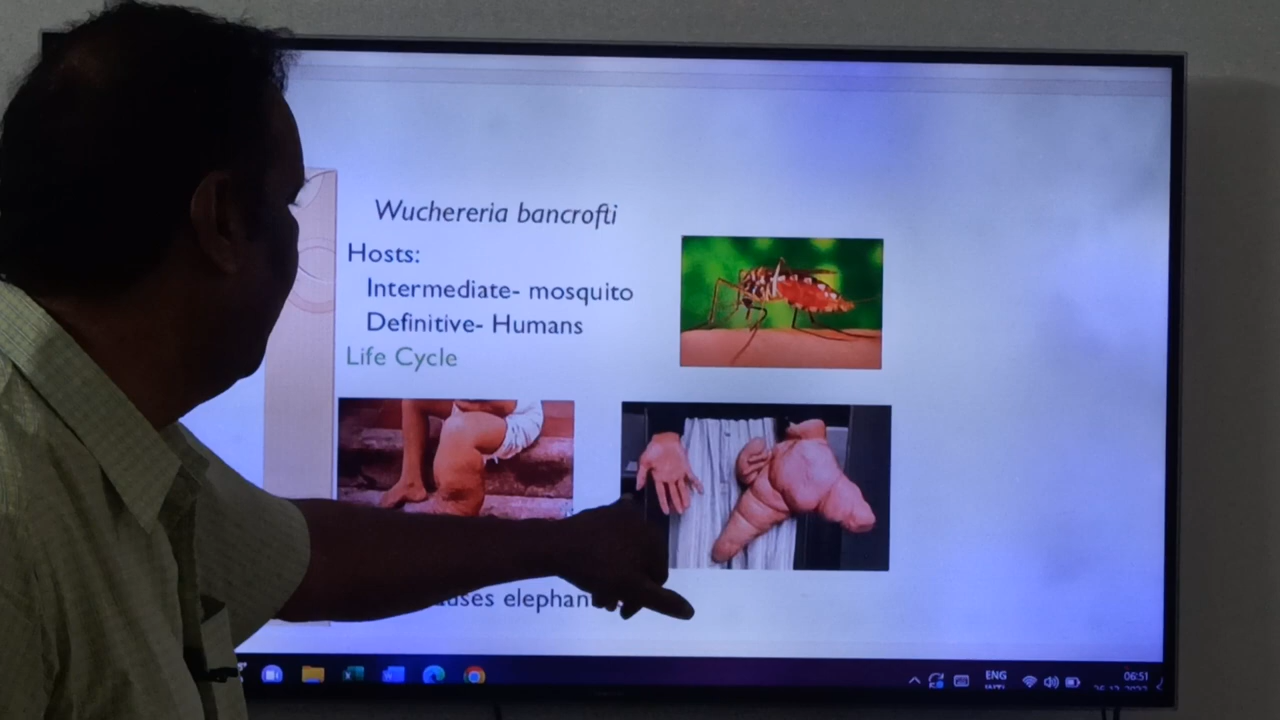 Wuchereria bancrofti
Hosts:
Intermediate- mosquito
Definitive- Humans
Life Cycle
ENG
06:51